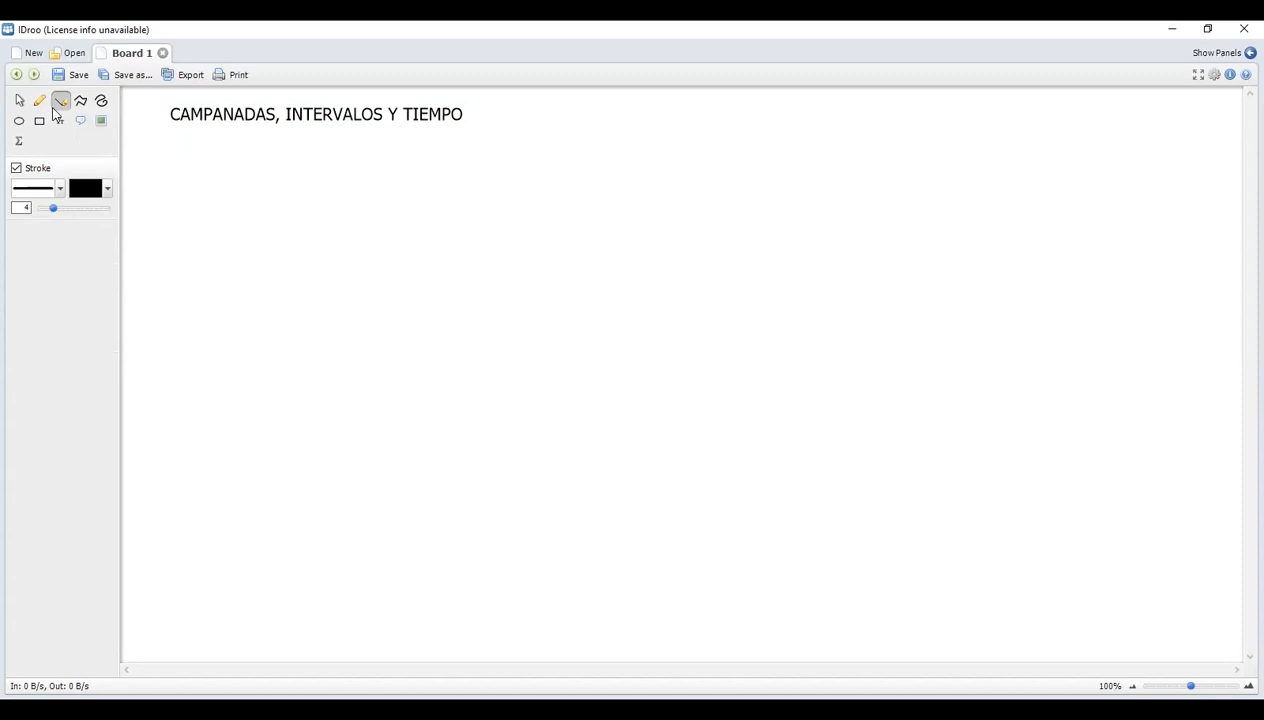 IDroo (License info unavailable)
New Open Board 1 Show Panels
Save Save as... Export Print
CAMPANADAS, INTERVALOS Y TIEMPO
Σ
Stroke
4
In: 0 B/s, Out: 0 B/s 100%